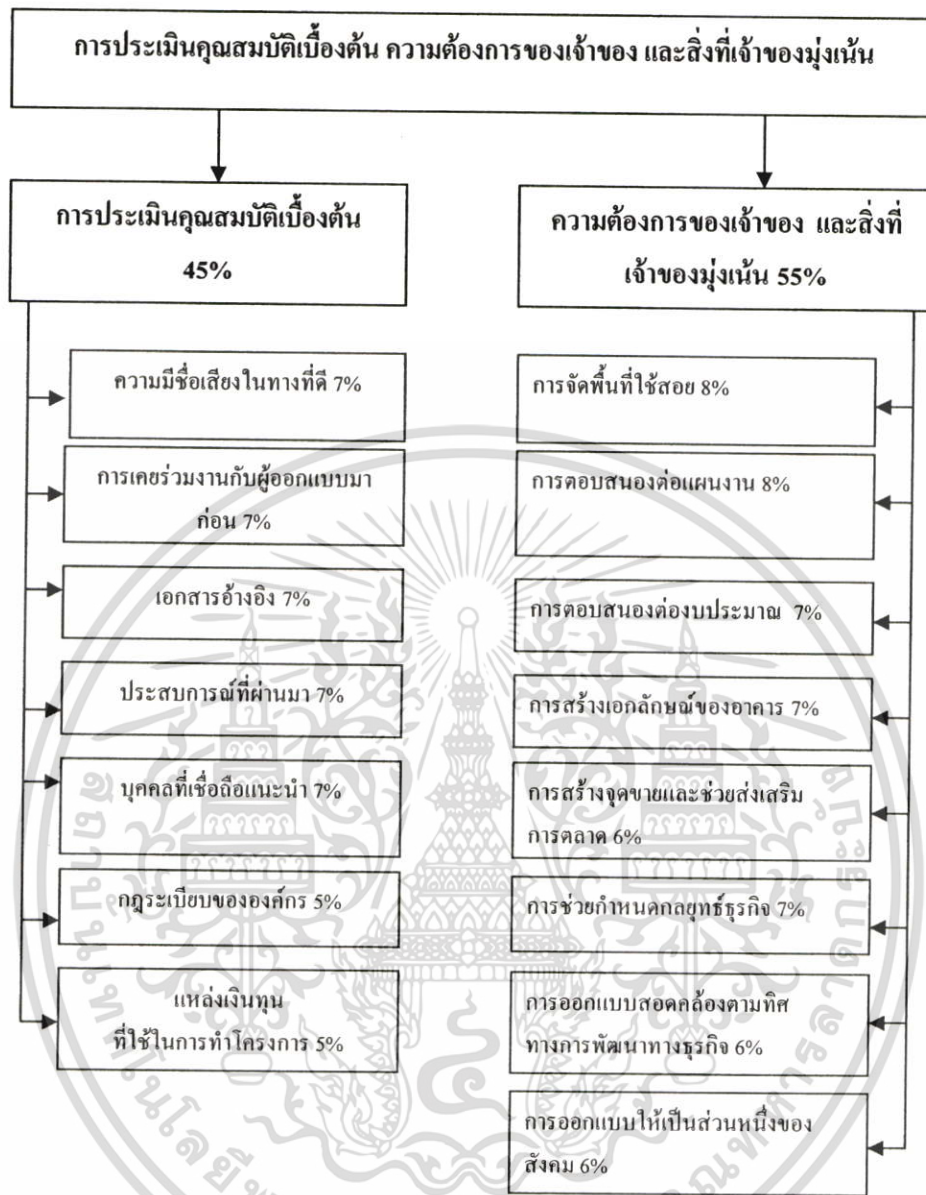 การประเมินคุณสมบัติเบื้องต้น ความต้องการของเจ้าของ และสิ่งที่เจ้าของมุ่งเน้น
การประเมินคุณสมบัติเบื้องต้น
45%
ความต้องการของเจ้าของ และสิ่งที่
เจ้าของมุ่งเน้น 55%
ความมีชื่อเสียงในทางที่ดี 7%
การเคยร่วมงานกับผู้ออกแบบมา
ก่อน 7%
เอกสารอ้างอิง 7%
ประสบการณ์ที่ผ่านมา 7%
บุคคลที่เชื่อถือแนะนำ 7%
กฎระเบียบขององค์กร 5%
แหล่งเงินทุน
ที่ใช้ในการทำโครงการ 5%
การจัดพื้นที่ใช้สอย 8%
การตอบสนองต่อแผนงาน 8%
การตอบสนองต่องบประมาณ 7%
การสร้างเอกลักษณ์ของอาคาร 7%
การสร้างจุดขายและช่วยส่งเสริม
การตลาด 6%
การช่วยกำหนดกลยุทธ์ธุรกิจ 7%
การออกแบบสอดคล้องตามทิศ
ทางการพัฒนาทางธุรกิจ 6%
การออกแบบให้เป็นส่วนหนึ่งของ
สังคม 6%